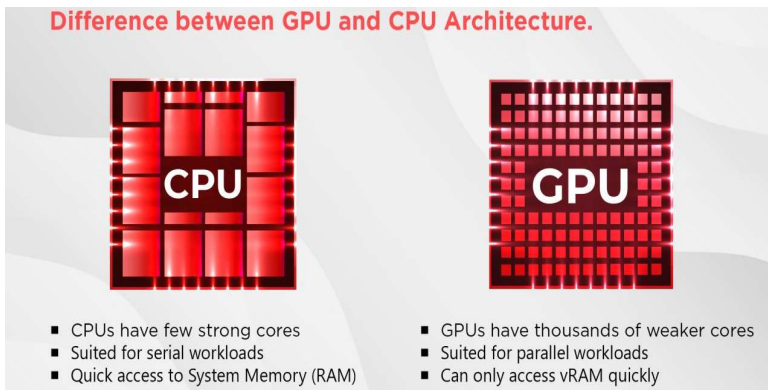 Difference between GPU and CPU Architecture.
CPU
■ CPUs have few strong cores
■ Suited for serial workloads
■ Quick access to System Memory (RAM)
GPU
■ GPUs have thousands of weaker cores
■ Suited for parallel workloads
■ Can only access vRAM quickly